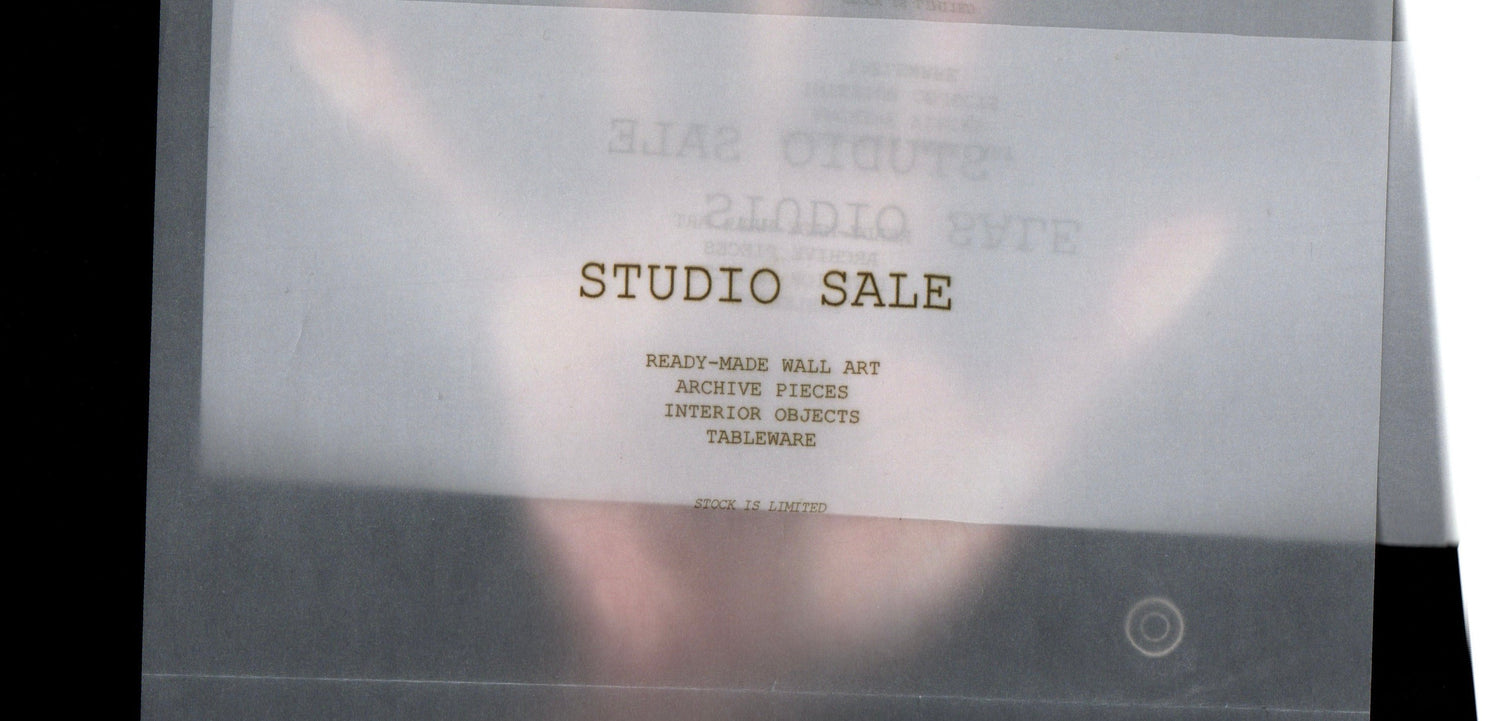 STUDIO SALE
READY-MADE WALL ART
ARCHIVE PIECES
INTERIOR OBJECTS
TABLEWARE
STOCK IS LIMITED